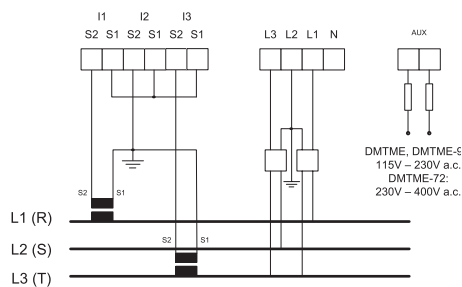 I1 I2 I3
S2 S1 S2 S1 S2 S1
L3 L2 L1 N
AUX
DMTME, DMTME-9
115V – 230V a.c.
DMTME-72:
230V – 400V a.c.
S2 S1
L1 (R)
S2 S1
L2 (S)
L3 (T)